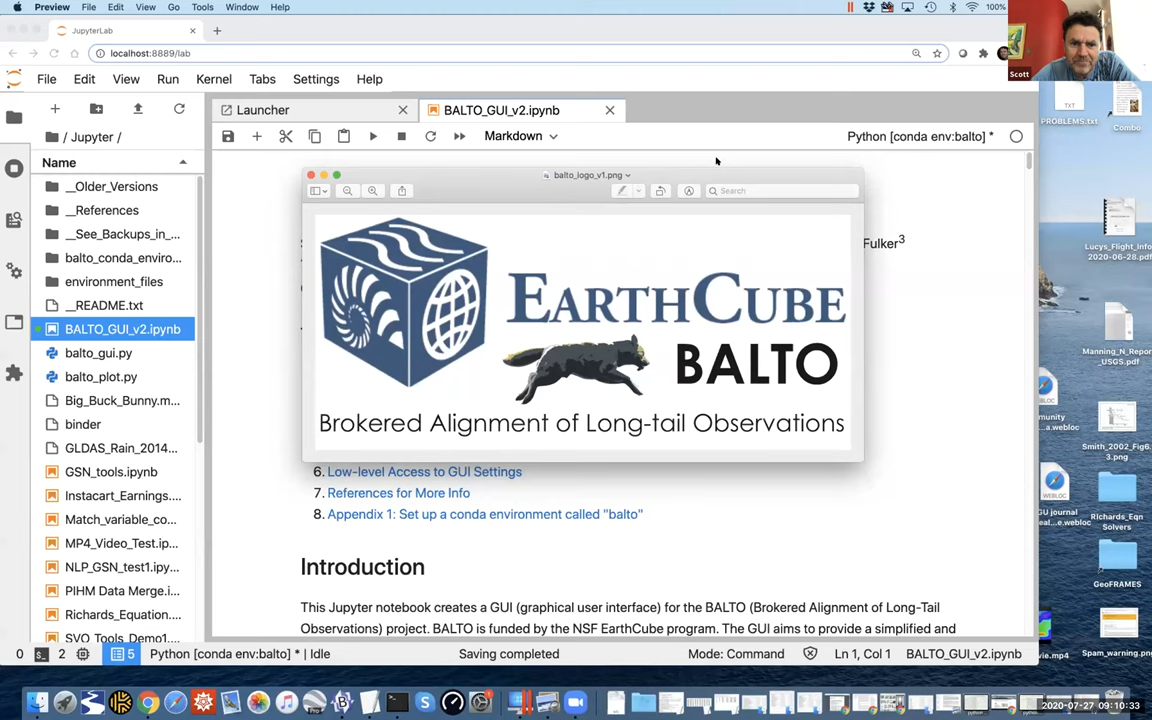 Preview File Edit View Go Tools Window Help 100%
JupyterLab
localhost:8889/lab
Scott
File Edit View Run Kernel Tabs Settings Help
Launcher
BALTO_GUI_v2.ipynb
/ Jupyter /
Markdown
Python [conda env:balto] *
Name
__Older_Versions
__References
__See_Backups_in_...
balto_conda_enviro...
environment_files
__README.txt
BALTO_GUI_v2.ipynb
balto_gui.py
balto_plot.py
Big_Buck_Bunny.m...
binder
GLDAS_Rain_2014...
GSN_tools.ipynb
Instacart_Earnings....
Match_variable_co...
MP4_Video_Test.ip...
NLP_GSN_test1.ipy...
PIHM Data Merge.i...
Richards_Equation....
SVO_Tools_Demo1...
balto_logo_v1.png
Search
Fulker3
EARTHCUBE
BALTO
Brokered Alignment of Long-tail Observations
6. Low-level Access to GUI Settings
7. References for More Info
8. Appendix 1: Set up a conda environment called "balto"
Introduction
This Jupyter notebook creates a GUI (graphical user interface) for the BALTO (Brokered Alignment of Long-Tail
Observations) project. BALTO is funded by the NSF EarthCube program. The GUI aims to provide a simplified and
0 2 5 Python [conda env:balto] * | Idle
Saving completed
Mode: Command
Ln 1, Col 1
BALTO_GUI_v2.ipynb
TXT
PROBLEMS.txt
Combo
Lucys_Flight_Info
2020-06-28.pdf
Manning_N_Report
_USGS.pdf
WEBLOC
Smith_2002_Fig6.
3.png
Richards_Eqn
Solvers
GeoFRAMES
Spam_warning.png
2020-07-27 09:10:33